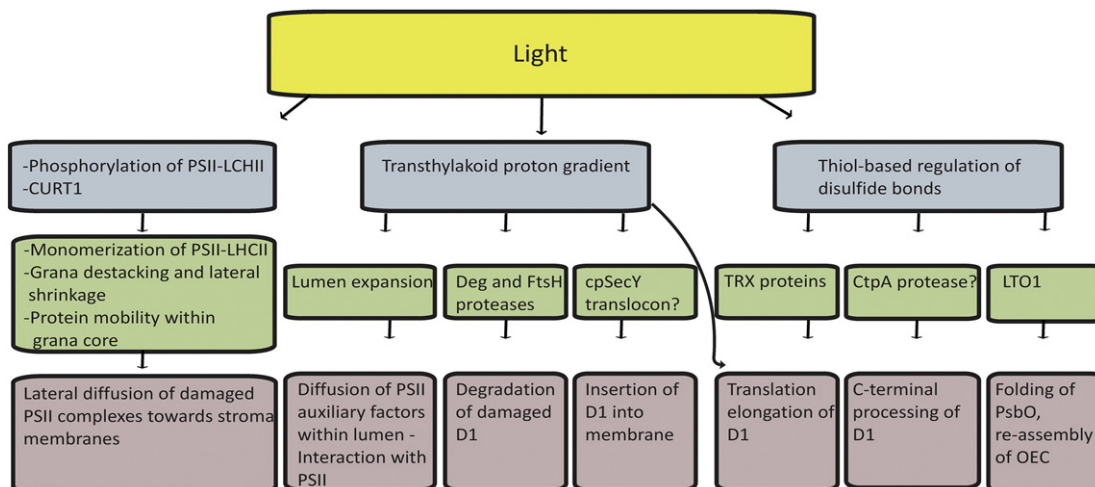 Light
-Phosphorylation of PSII-LCHII
-CURT1
Transthylakoid proton gradient
Thiol-based regulation of
disulfide bonds
-Monomerization of PSII-LHCII
-Grana destacking and lateral
shrinkage
-Protein mobility within
grana core
Lumen expansion
Deg and FtsH
proteases
cpSecY
translocon?
TRX proteins
CtpA protease?
LTO1
Lateral diffusion of damaged
PSII complexes towards stroma
membranes
Diffusion of PSII
auxiliary factors
within lumen -
Interaction with
PSII
Degradation
of damaged
D1
Insertion of
D1 into
membrane
Translation
elongation of
D1
C-terminal
processing of
D1
Folding of
PsbO,
re-assembly
of OEC